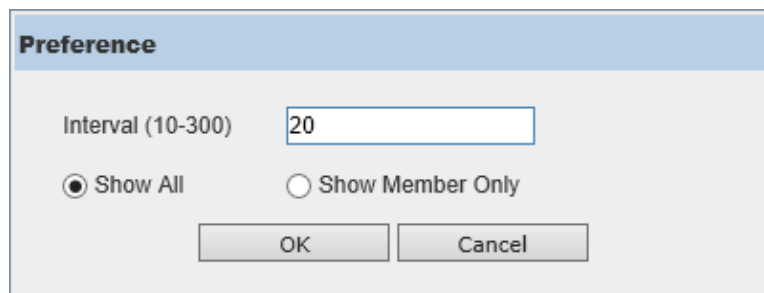 Preference
Interval (10-300) 20
Show All Show Member Only
OK Cancel